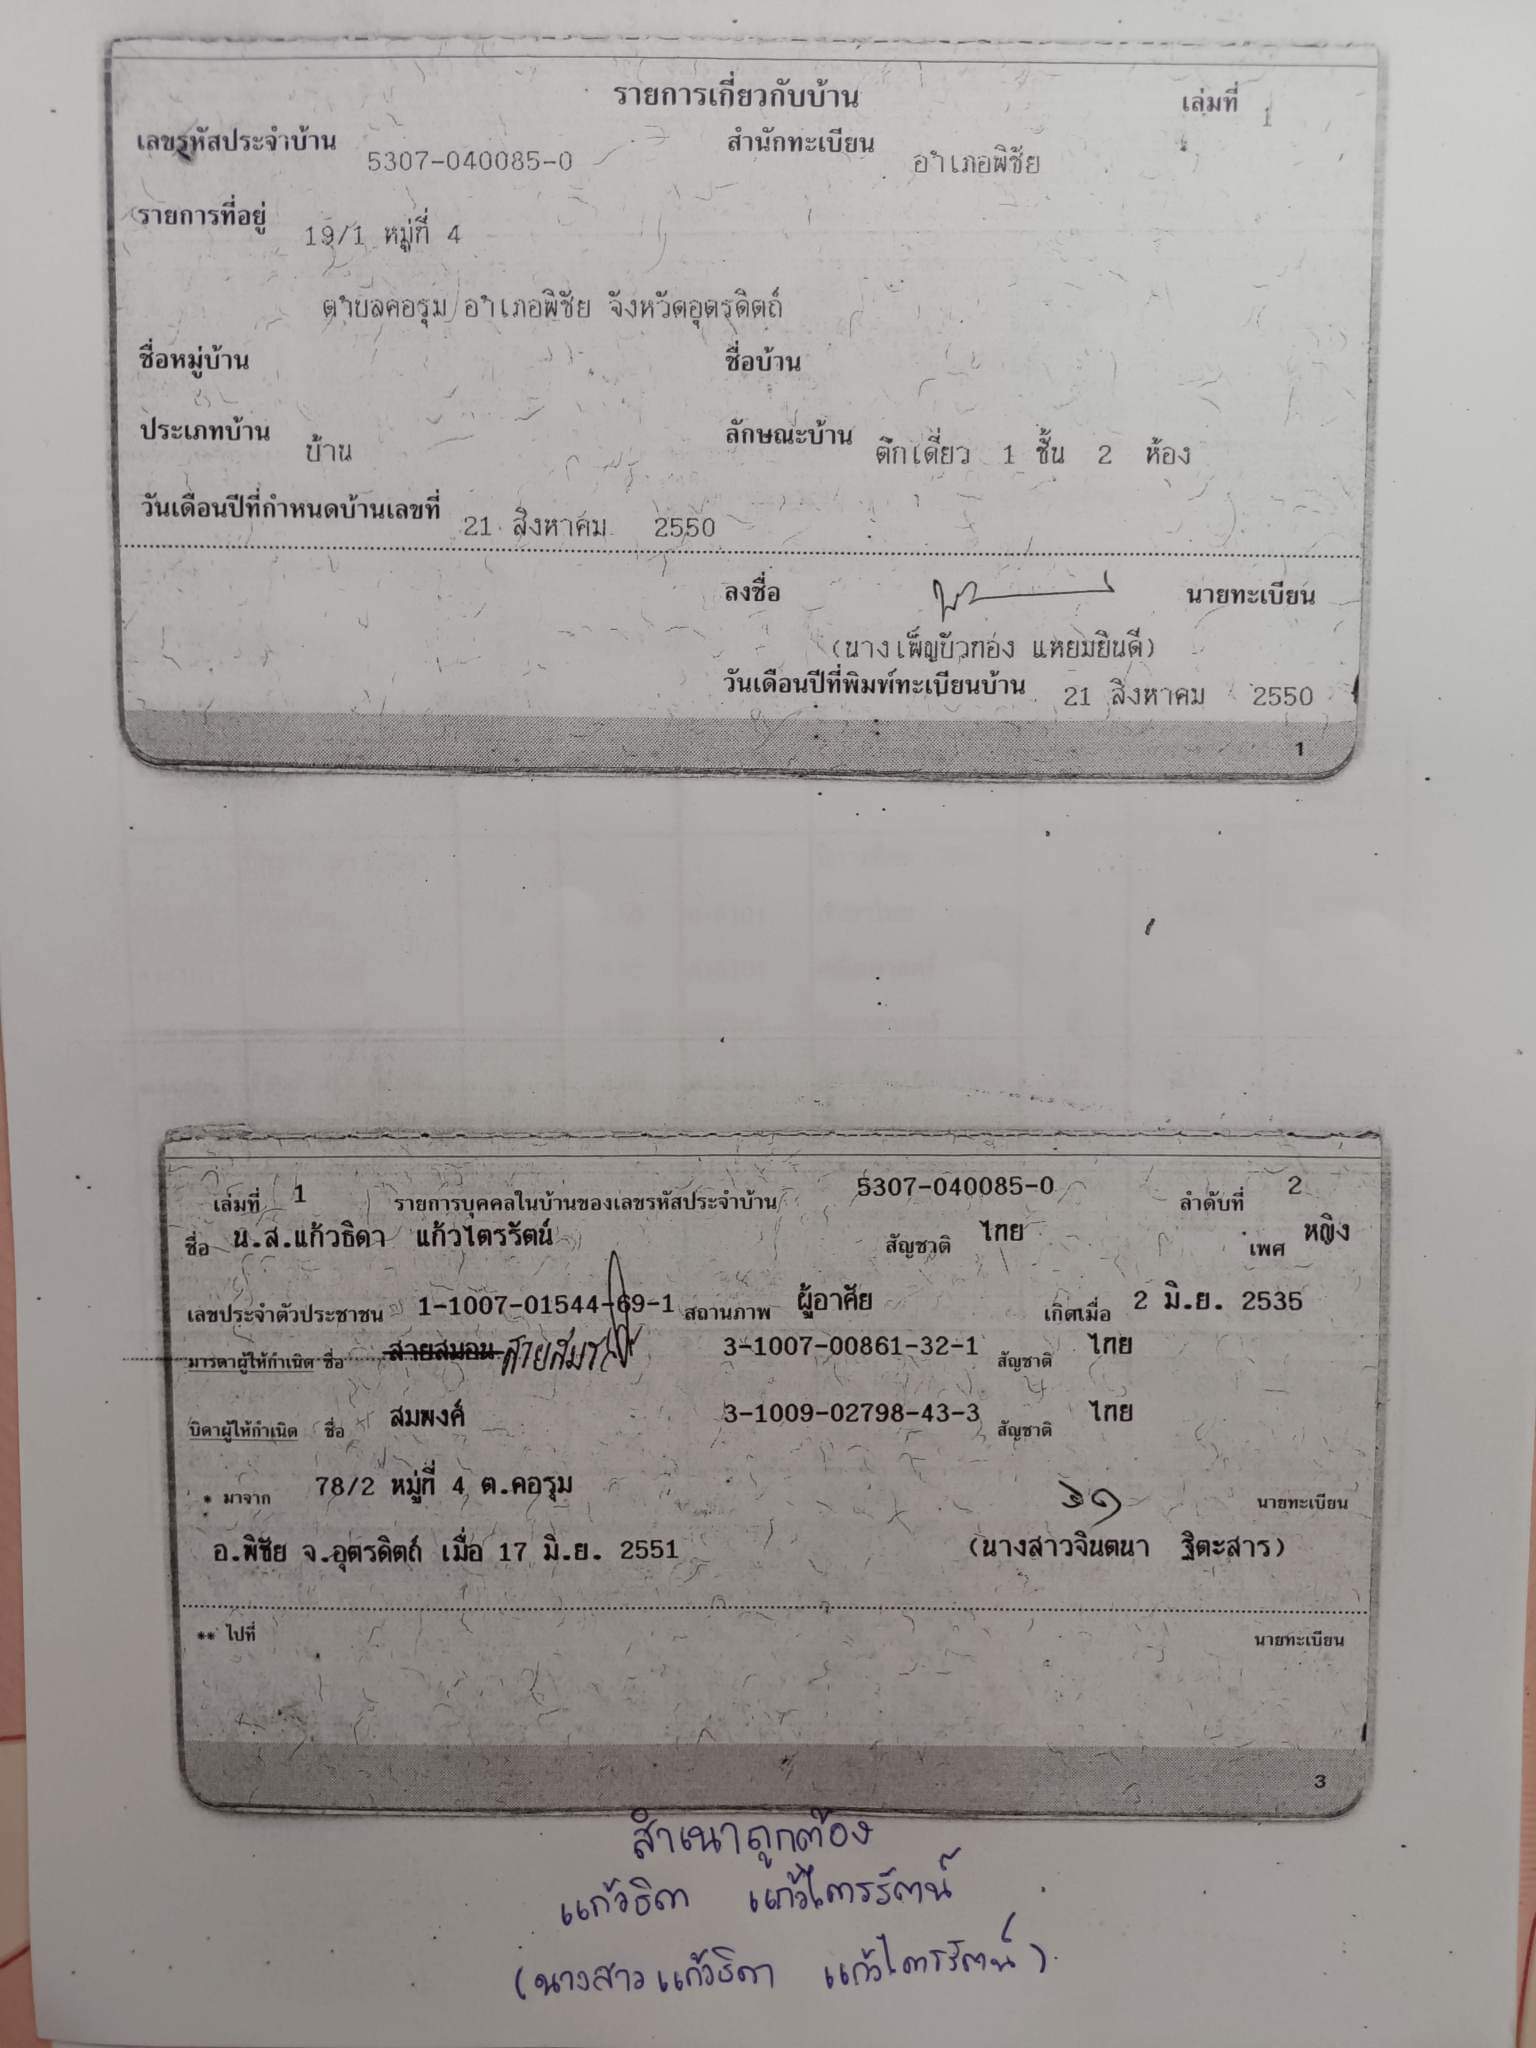 รายการเกี่ยวกับบ้าน เล่มที่ 1
เลขรหัสประจำบ้าน 5307-040085-0 สำนักทะเบียน อำเภอพิชัย
รายการที่อยู่ 19/1 หมู่ที่ 4
ตำบลคอรุม อำเภอพิชัย จังหวัดอุตรดิตถ์
ชื่อหมู่บ้าน ชื่อบ้าน
ประเภทบ้าน บ้าน ลักษณะบ้าน ตึกเดี่ยว 1 ชั้น 2 ห้อง
วันเดือนปีที่กำหนดบ้านเลขที่ 21 สิงหาคม 2550
ลงชื่อ นายทะเบียน
(นางเพ็ญบัวทอง แหยมยินดี)
วันเดือนปีที่พิมพ์ทะเบียนบ้าน 21 สิงหาคม 2550
1
เล่มที่ 1 รายการบุคคลในบ้านของเลขรหัสประจำบ้าน 5307-040085-0 ลำดับที่ 2
ชื่อ น.ส.แก้วธิดา แก้วไตรรัตน์ สัญชาติ ไทย เพศ หญิง
เลขประจำตัวประชาชน 1-1007-01544-69-1 สถานภาพ ผู้อาศัย เกิดเมื่อ 2 มิ.ย. 2535
มารดาผู้ให้กำเนิด ชื่อ สายสมอน 3-1007-00861-32-1 สัญชาติ ไทย
บิดาผู้ให้กำเนิด ชื่อ สมพงศ์ 3-1009-02798-43-3 สัญชาติ ไทย
* มาจาก 78/2 หมู่ที่ 4 ต.คอรุม นายทะเบียน
อ.พิชัย จ.อุตรดิตถ์ เมื่อ 17 มิ.ย. 2551 (นางสาวจินตนา ฐิตะสาร)
** ไปที่ นายทะเบียน
3
สำเนาถูกต้อง
แก้วธิดา แก้วไตรรัตน์
(นางสาวแก้วธิดา แก้วไตรรัตน์)